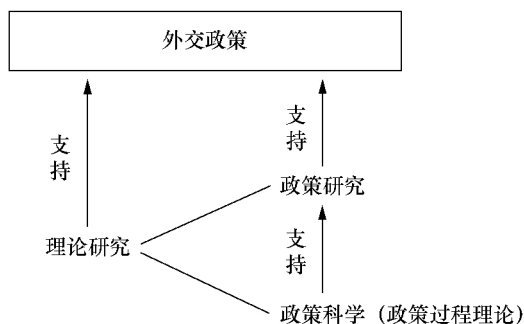 外交政策
支持
支持
政策研究
理论研究
支持
政策科学（政策过程理论）